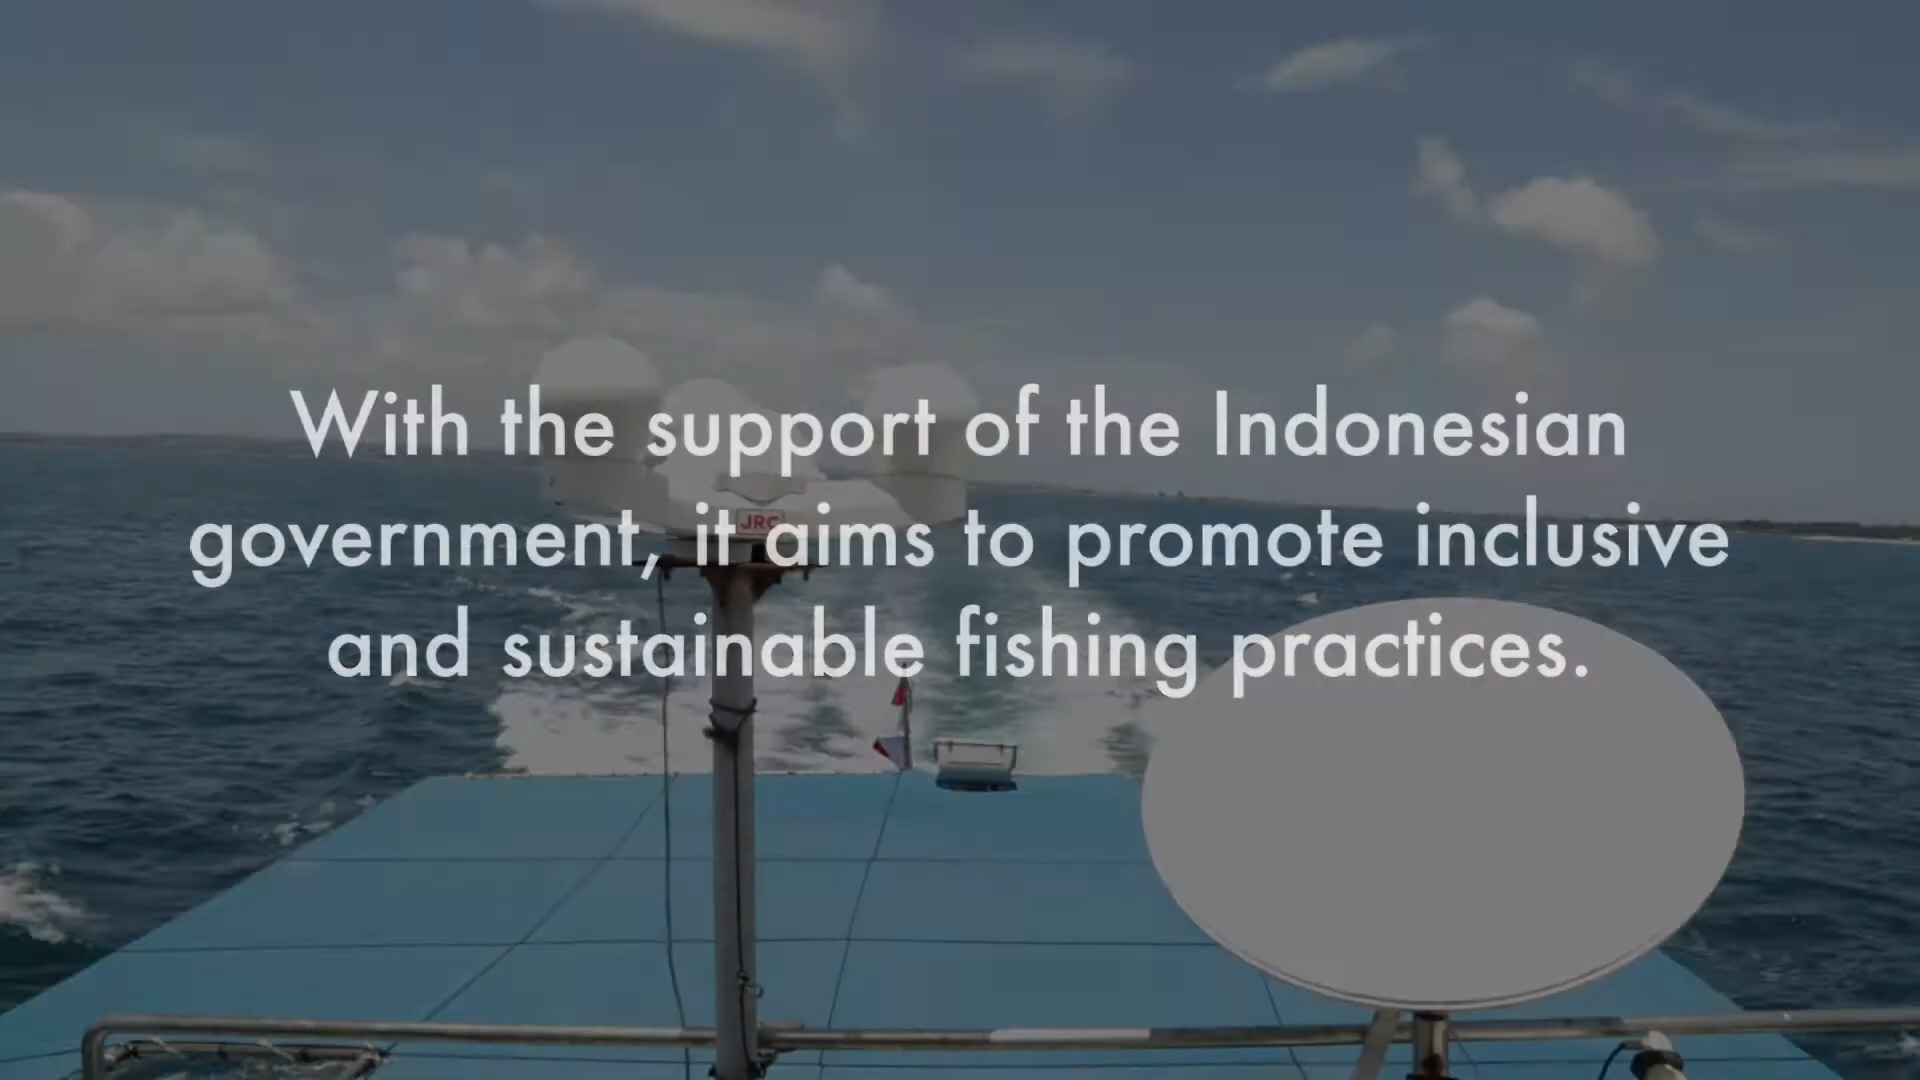 With the support of the Indonesian
government, it aims to promote inclusive
and sustainable fishing practices.
JRC